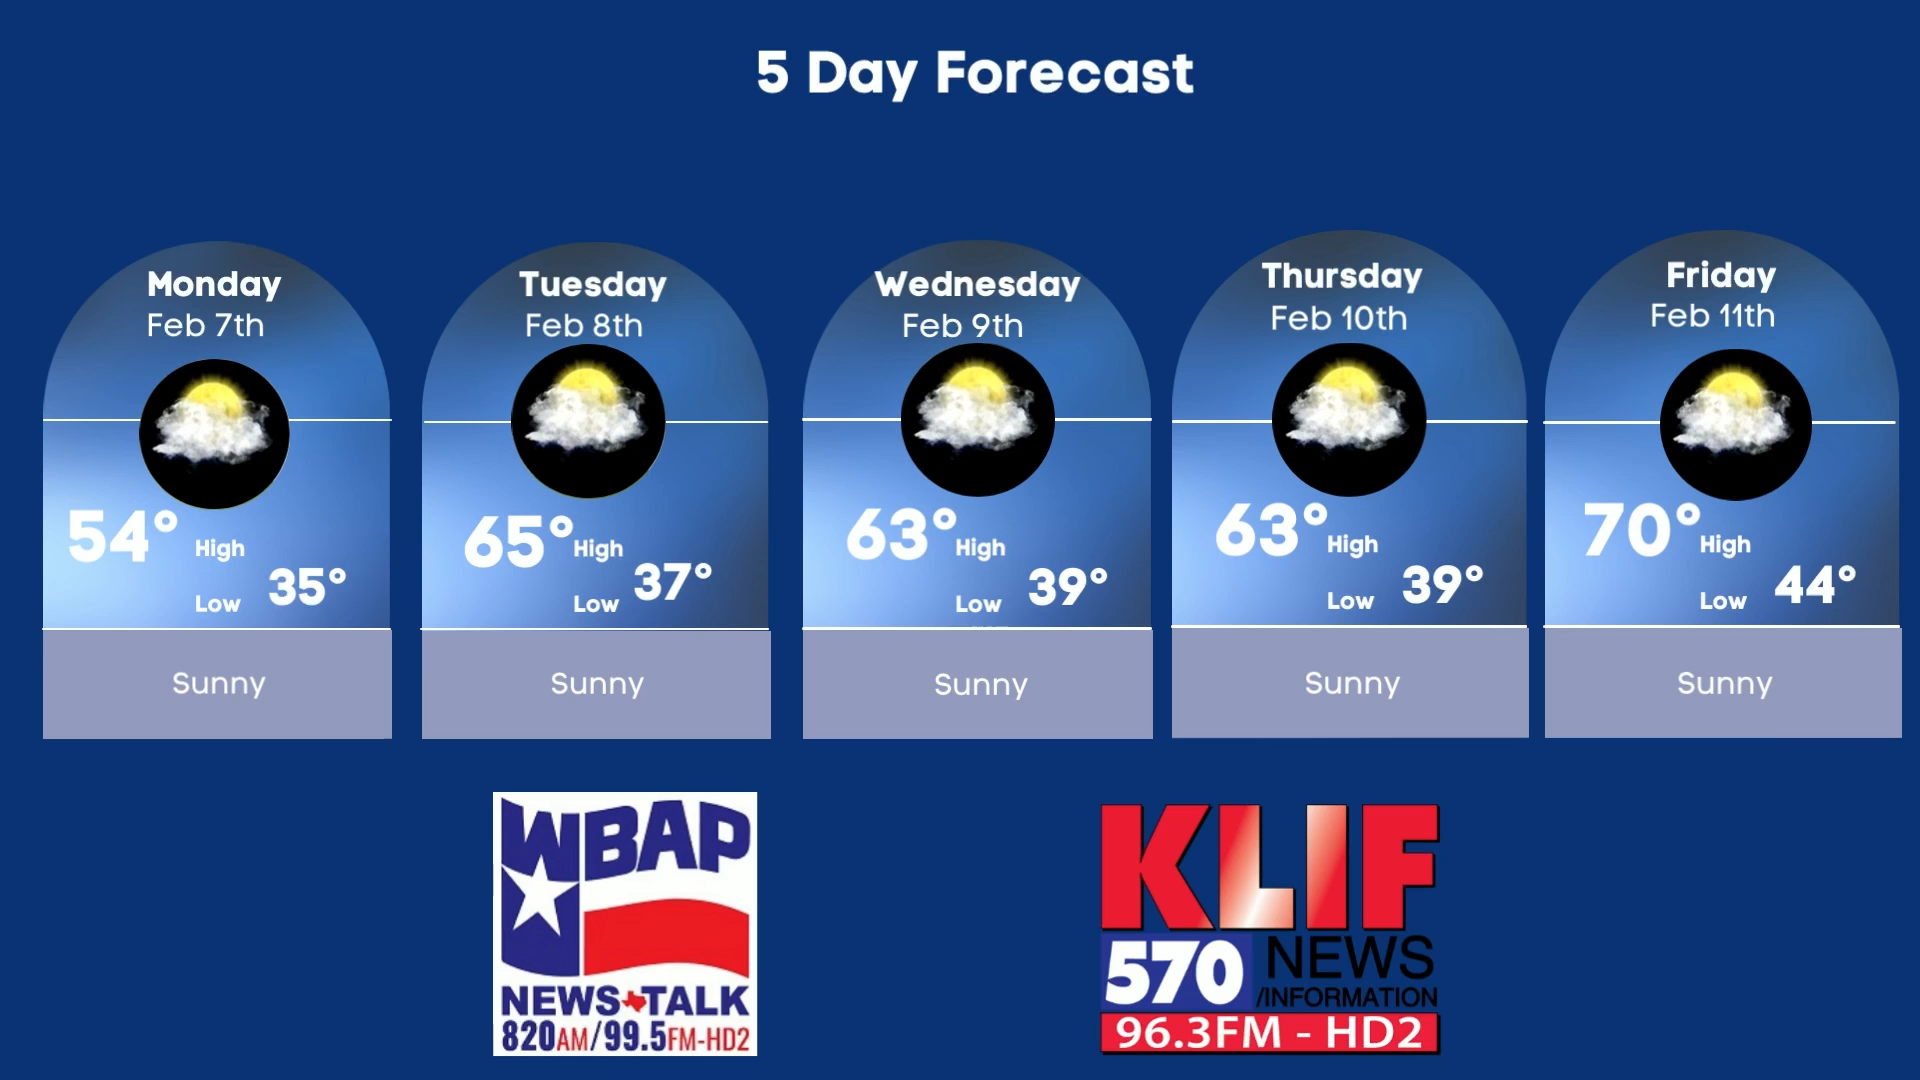 5 Day Forecast
Monday
Feb 7th
54° High
Low 35°
Sunny
Tuesday
Feb 8th
65° High
Low 37°
Sunny
Wednesday
Feb 9th
63° High
Low 39°
Sunny
Thursday
Feb 10th
63° High
Low 39°
Sunny
Friday
Feb 11th
70° High
Low 44°
Sunny
WBAP
NEWS TALK
820AM/99.5FM-HD2
KLIF
570 NEWS
/INFORMATION
96.3FM - HD2